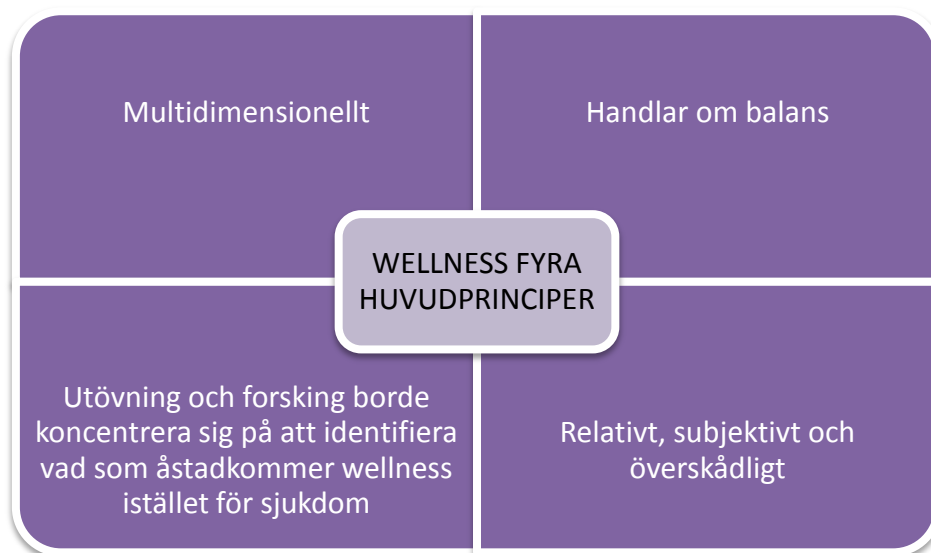 Multidimensionellt
Handlar om balans
WELLNESS FYRA
HUVUDPRINCIPER
Utövning och forsking borde
koncentrera sig på att identifiera
vad som åstadkommer wellness
istället för sjukdom
Relativt, subjektivt och
överskådligt